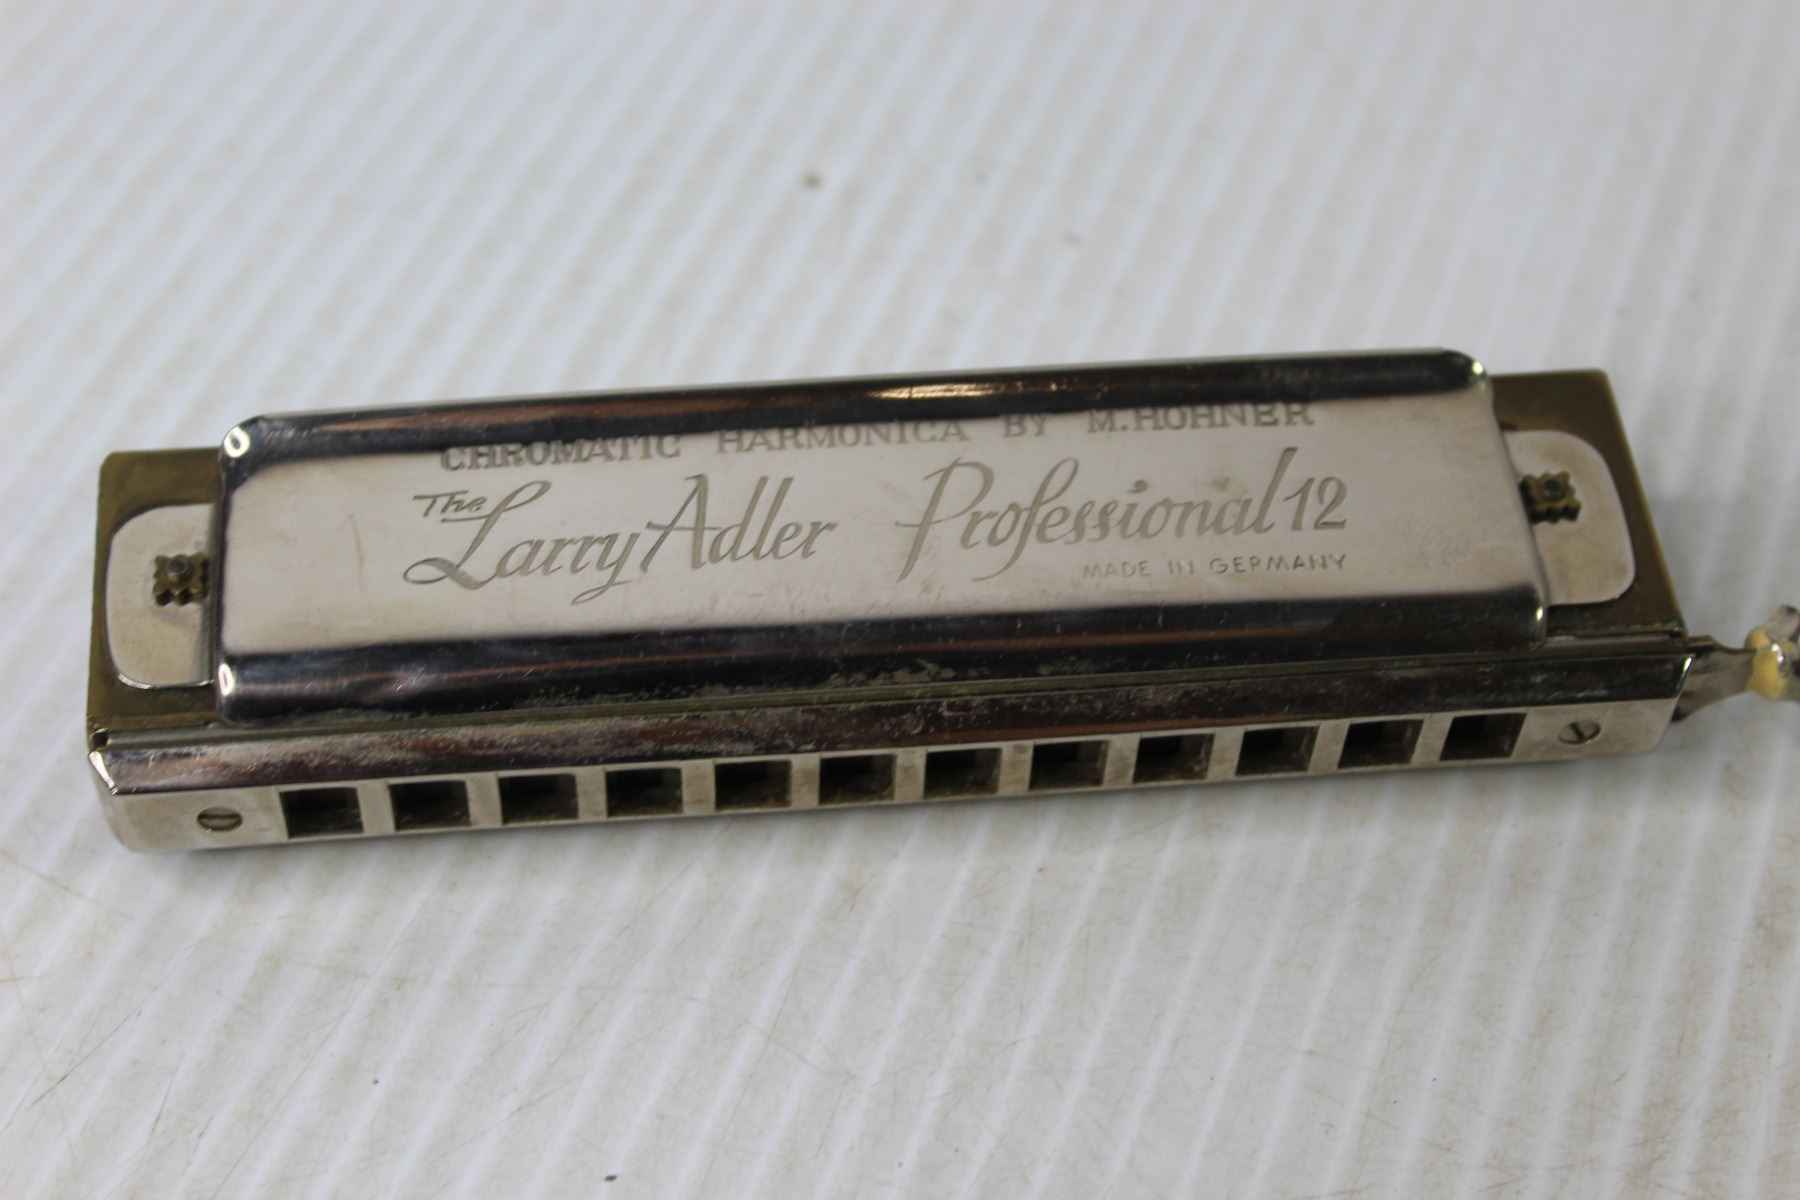 CHROMATIC HARMONICA BY M. HOHNER
The Larry Adler Professional 12
MADE IN GERMANY